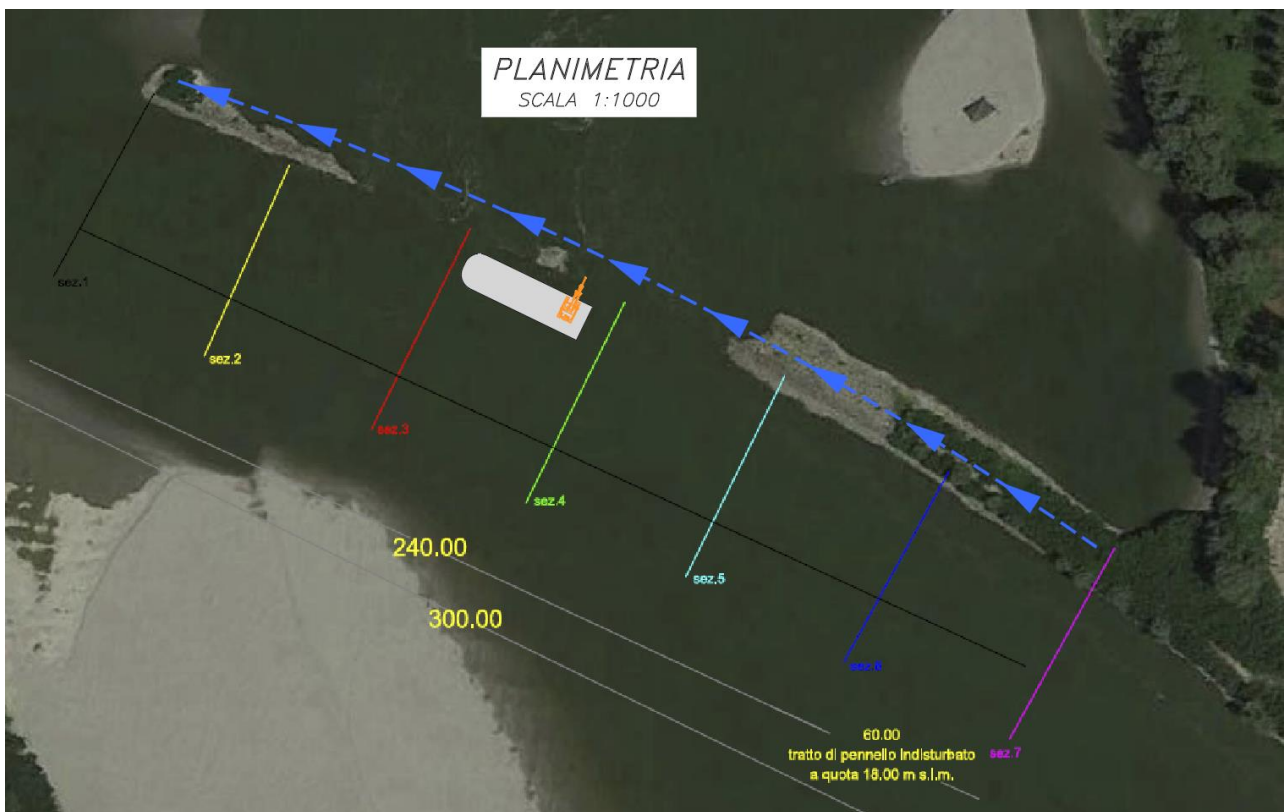 PLANIMETRIA
SCALA 1:1000
sez.1
sez.2
sez.3
sez.4
240.00
sez.5
300.00
sez.6
60.00
tratto di pennello indisturbato
a quota 18.00 m s.l.m.
sez.7